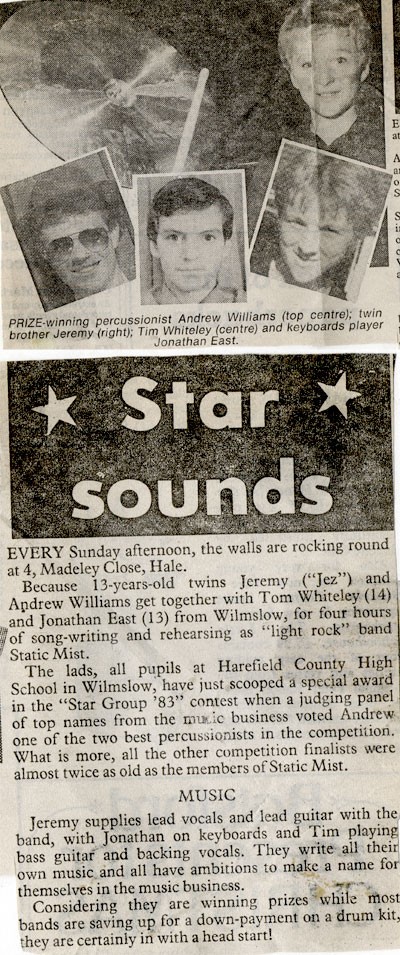 PRIZE-winning percussionist Andrew Williams (top centre); twin
brother Jeremy (right); Tim Whiteley (centre) and keyboards player
Jonathan East.
Star
sounds
EVERY Sunday afternoon, the walls are rocking round
at 4, Madeley Close, Hale.
Because 13-years-old twins Jeremy (“Jez”) and
Andrew Williams get together with Tom Whiteley (14)
and Jonathan East (13) from Wilmslow, for four hours
of song-writing and rehearsing as “light rock” band
Static Mist.
The lads, all pupils at Harefield County High
School in Wilmslow, have just scooped a special award
in the “Star Group ’83” contest when a judging panel
of top names from the music business voted Andrew
one of the two best percussionists in the competition.
What is more, all the other competition finalists were
almost twice as old as the members of Static Mist.
MUSIC
Jeremy supplies lead vocals and lead guitar with the
band, with Jonathan on keyboards and Tim playing
bass guitar and backing vocals. They write all their
own music and all have ambitions to make a name for
themselves in the music business.
Considering they are winning prizes while most
bands are saving up for a down-payment on a drum kit,
they are certainly in with a head start!